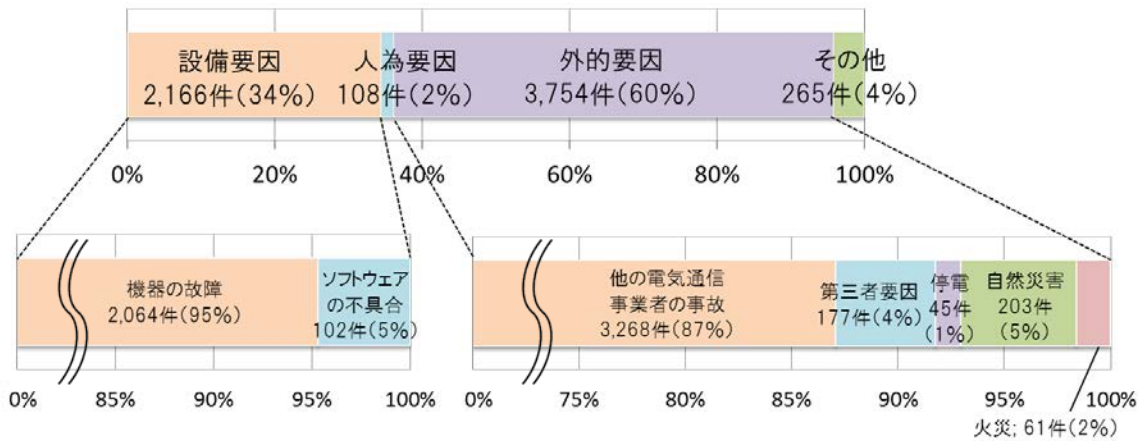 設備要因
2,166件(34%)
人為要因
108件(2%)
外的要因
3,754件(60%)
その他
265件(4%)
0% 20% 40% 60% 80% 100%
機器の故障
2,064件(95%)
ソフトウェア
の不具合
102件(5%)
0% 85% 90% 95% 100%
他の電気通信
事業者の事故
3,268件(87%)
第三者要因
177件(4%)
停電
45件
(1%)
自然災害
203件
(5%)
0% 75% 80% 85% 90% 95% 100%
火災; 61件(2%)